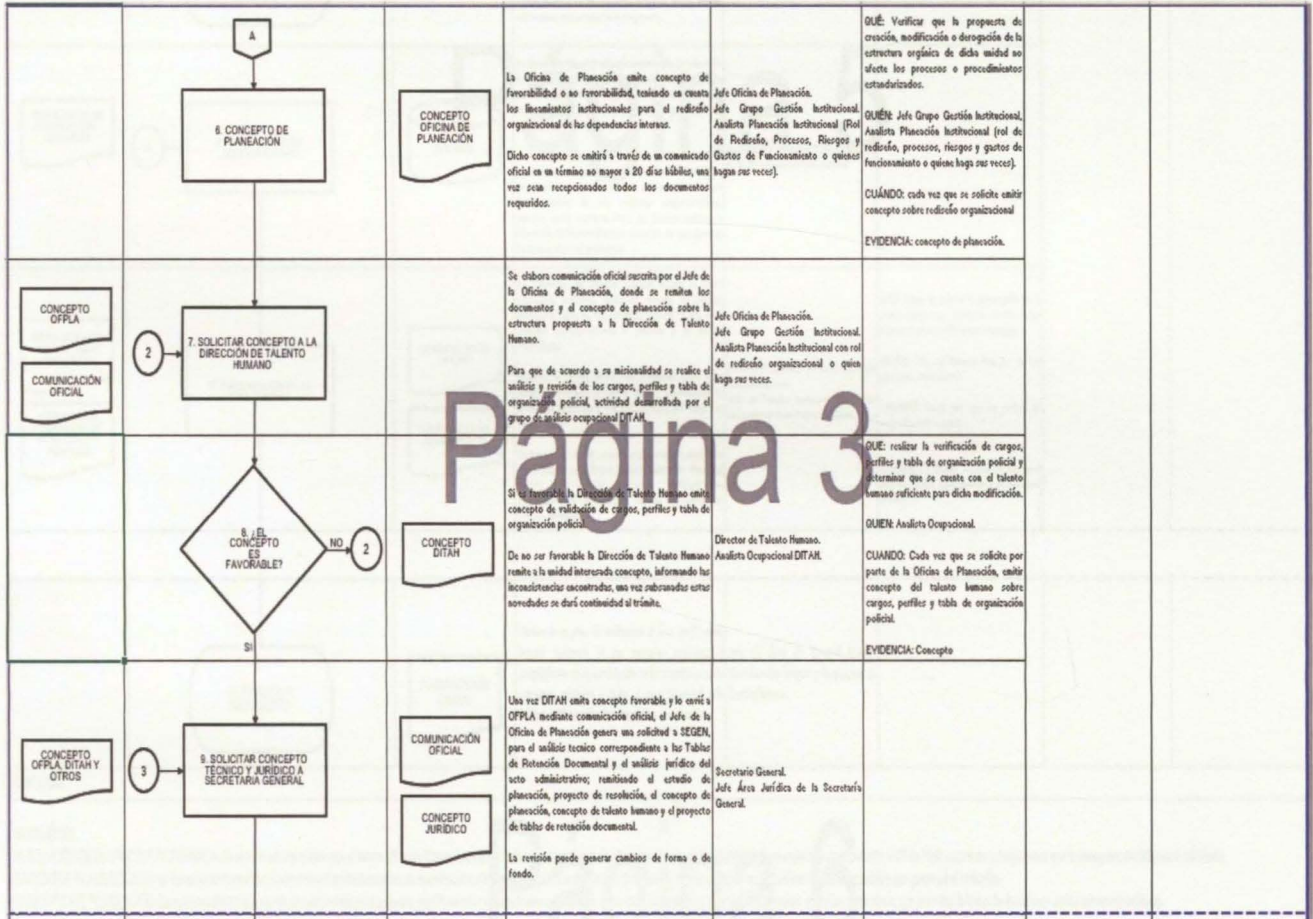 A
6. CONCEPTO DE
PLANEACIÓN
CONCEPTO
OFICINA DE
PLANEACIÓN
La Oficina de Planeación emite concepto de
favorabilidad o no favorabilidad, teniendo en cuenta
los lineamientos institucionales para el rediseño
organizacional de las dependencias internas.
Dicho concepto se emitirá a través de un comunicado
oficial en un término no mayor a 20 días hábiles, una
vez sean recepcionados todos los documentos
requeridos.
Jefe Oficina de Planeación.
Jefe Grupo Gestión Institucional.
Analista Planeación Institucional (Rol
de Rediseño, Procesos, Riesgos y
Gastos de Funcionamiento o quienes
hagan sus veces).
QUÉ: Verificar que la propuesta de
creación, modificación o derogación de la
estructura orgánica de dicha unidad no
afecte los procesos o procedimientos
estandarizados.
QUIÉN: Jefe Grupo Gestión Institucional,
Analista Planeación Institucional (rol de
rediseño, procesos, riesgos y gastos de
funcionamiento o quiene haga sus veces).
CUÁNDO: cada vez que se solicite emitir
concepto sobre rediseño organizacional
EVIDENCIA: concepto de planeación.
CONCEPTO
OFPLA
COMUNICACIÓN
OFICIAL
2
7. SOLICITAR CONCEPTO A LA
DIRECCIÓN DE TALENTO
HUMANO
Se elabora comunicación oficial suscrita por el Jefe de
la Oficina de Planeación, donde se remiten los
documentos y el concepto de planeación sobre la
estructura propuesta a la Dirección de Talento
Humano.
Para que de acuerdo a su misionalidad se realice el
análisis y revisión de los cargos, perfiles y tabla de
organización policial, actividad desarrollada por el
grupo de análisis ocupacional DITAH.
Jefe Oficina de Planeación.
Jefe Grupo Gestión Institucional.
Analista Planeación Institucional con rol
de rediseño organizacional o quien
haga sus veces.
Página 3
8. ¿EL
CONCEPTO
ES
FAVORABLE?
NO
2
SI
CONCEPTO
DITAH
Si es favorable la Dirección de Talento Humano emite
concepto de validación de cargos, perfiles y tabla de
organización policial.
De no ser favorable la Dirección de Talento Humano
remite a la unidad interesada concepto, informando las
inconsistencias encontradas, una vez subsanadas estas
novedades se dará continuidad al trámite.
Director de Talento Humano.
Analista Ocupacional DITAH.
QUE: realizar la verificación de cargos,
perfiles y tabla de organización policial y
determinar que se cuente con el talento
humano suficiente para dicha modificación.
QUIEN: Analista Ocupacional.
CUANDO: Cada vez que se solicite por
parte de la Oficina de Planeación, emitir
concepto del talento humano sobre
cargos, perfiles y tabla de organización
policial.
EVIDENCIA: Concepto
CONCEPTO
OFPLA, DITAH Y
OTROS
3
9. SOLICITAR CONCEPTO
TÉCNICO Y JURÍDICO A
SECRETARIA GENERAL
COMUNICACIÓN
OFICIAL
CONCEPTO
JURÍDICO
Una vez DITAH emita concepto favorable y lo envié a
OFPLA mediante comunicación oficial, el Jefe de la
Oficina de Planeación genera una solicitud a SEGEN,
para el análisis tecnico correspondiente a las Tablas
de Retención Documental y el análisis jurídico del
acto administrativo; remitiendo el estudio de
planeación, proyecto de resolución, el concepto de
planeación, concepto de talento humano y el proyecto
de tablas de retención documental.
La revisión puede generar cambios de forma o de
fondo.
Secretario General.
Jefe Área Jurídica de la Secretaría
General.